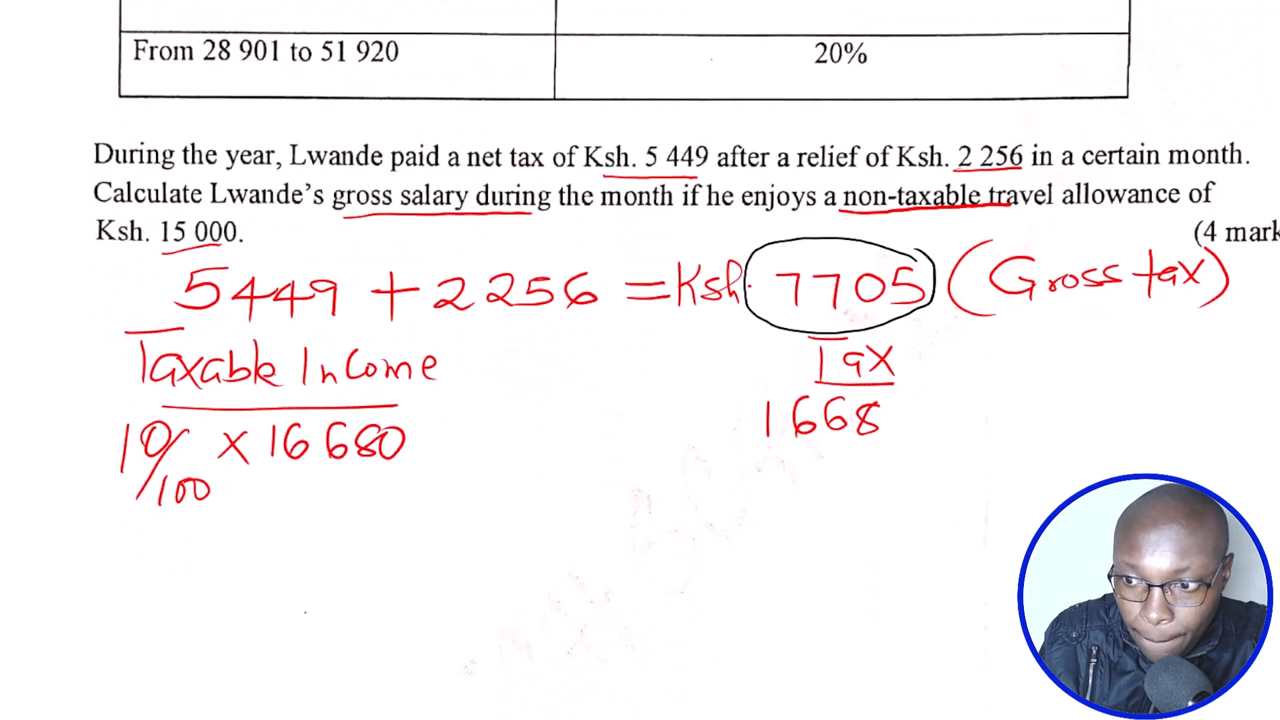 From 28 901 to 51 920 20%
During the year, Lwande paid a net tax of Ksh. 5 449 after a relief of Ksh. 2 256 in a certain month.
Calculate Lwande's gross salary during the month if he enjoys a non-taxable travel allowance of
Ksh. 15 000. (4 mark
5449 + 2256 = Ksh. 7705 (Gross tax)
Taxable Income Tax
10/100 × 16 680 1668